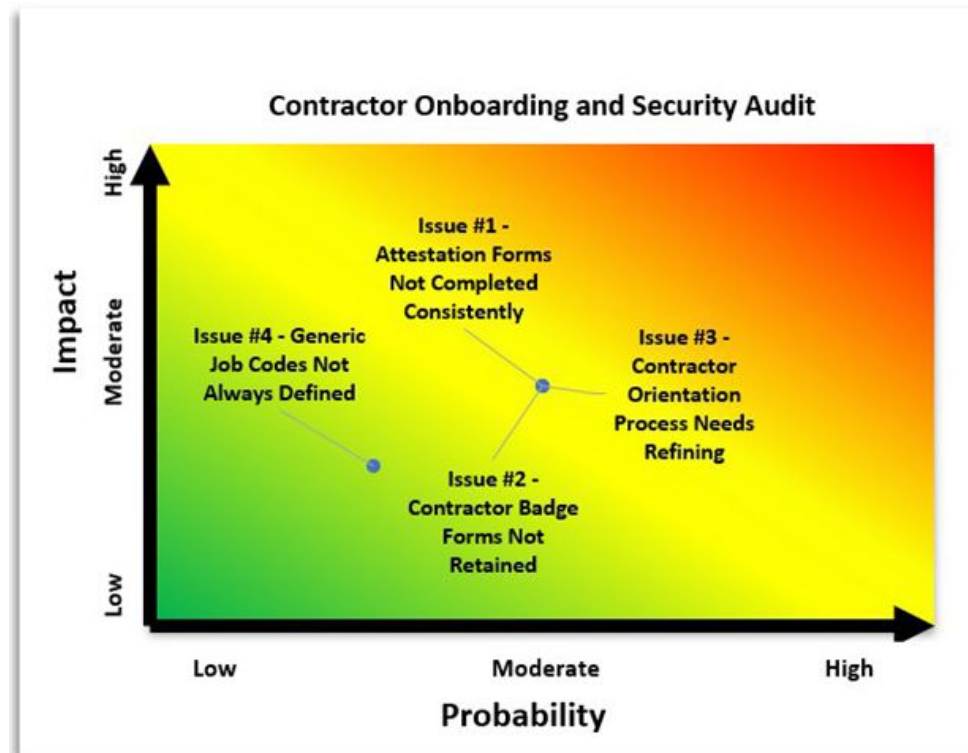 Contractor Onboarding and Security Audit
High
Moderate
Low
Impact
Issue #1 -
Attestation Forms
Not Completed
Consistently
Issue #4 - Generic
Job Codes Not
Always Defined
Issue #3 -
Contractor
Orientation
Process Needs
Refining
Issue #2 -
Contractor Badge
Forms Not
Retained
Low
Moderate
High
Probability